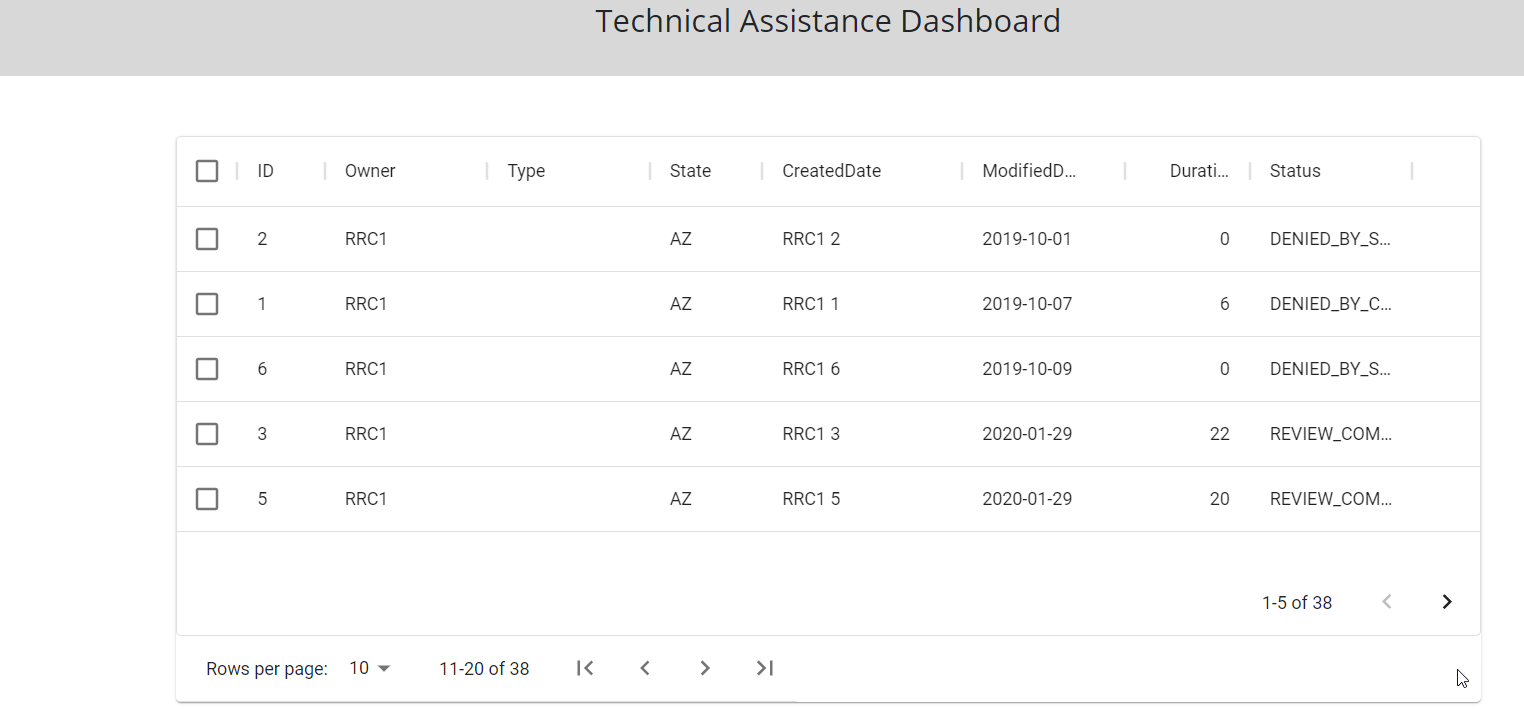 Technical Assistance Dashboard
ID Owner Type State CreatedDate ModifiedD... Durati... Status
2 RRC1 AZ RRC1 2 2019-10-01 0 DENIED_BY_S...
1 RRC1 AZ RRC1 1 2019-10-07 6 DENIED_BY_C...
6 RRC1 AZ RRC1 6 2019-10-09 0 DENIED_BY_S...
3 RRC1 AZ RRC1 3 2020-01-29 22 REVIEW_COM...
5 RRC1 AZ RRC1 5 2020-01-29 20 REVIEW_COM...
1-5 of 38
Rows per page: 10 11-20 of 38